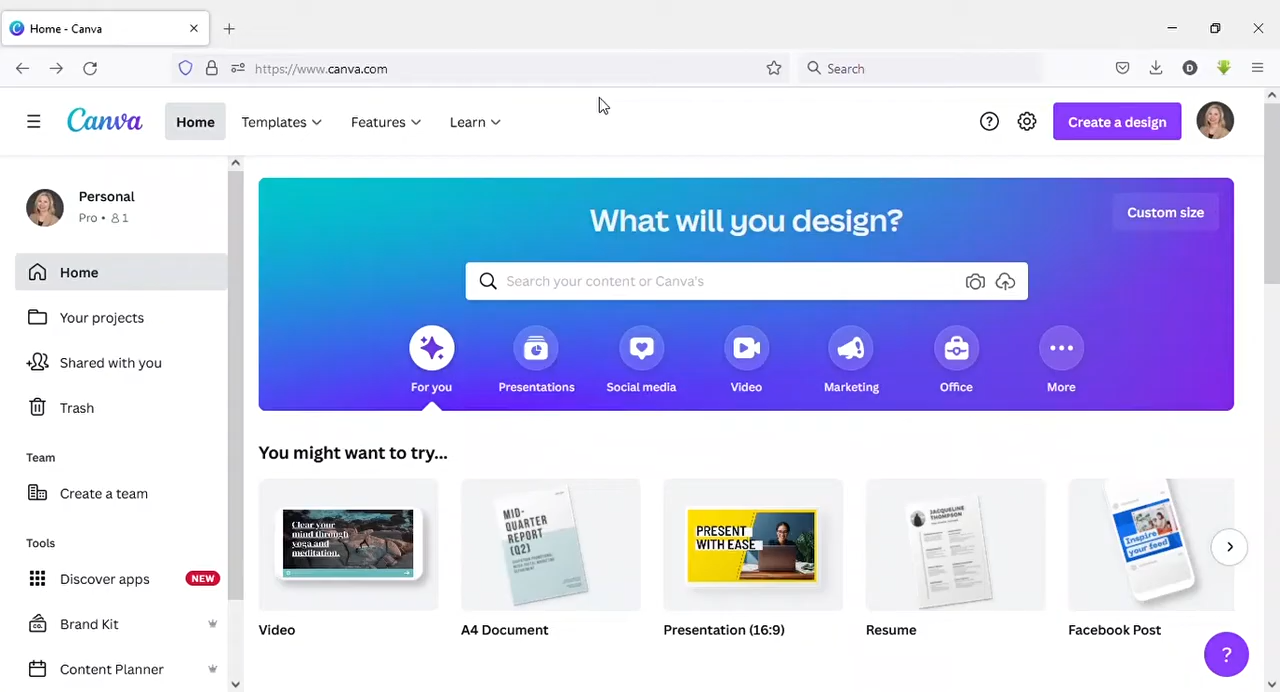 Home - Canva
https://www.canva.com
Search
D
Canva
Home
Templates
Features
Learn
Create a design
Personal
Pro • 1
Home
Your projects
Shared with you
Trash
Team
Create a team
Tools
Discover apps NEW
Brand Kit
Content Planner
What will you design?
Custom size
Search your content or Canva's
For you
Presentations
Social media
Video
Marketing
Office
More
You might want to try...
Clear your
mind through
yoga and
meditation.
MID-
QUARTER
REPORT
(Q2)
PRESENT
WITH EASE
JACQUELINE
THOMPSON
Inspire
your feed
Video
A4 Document
Presentation (16:9)
Resume
Facebook Post
?